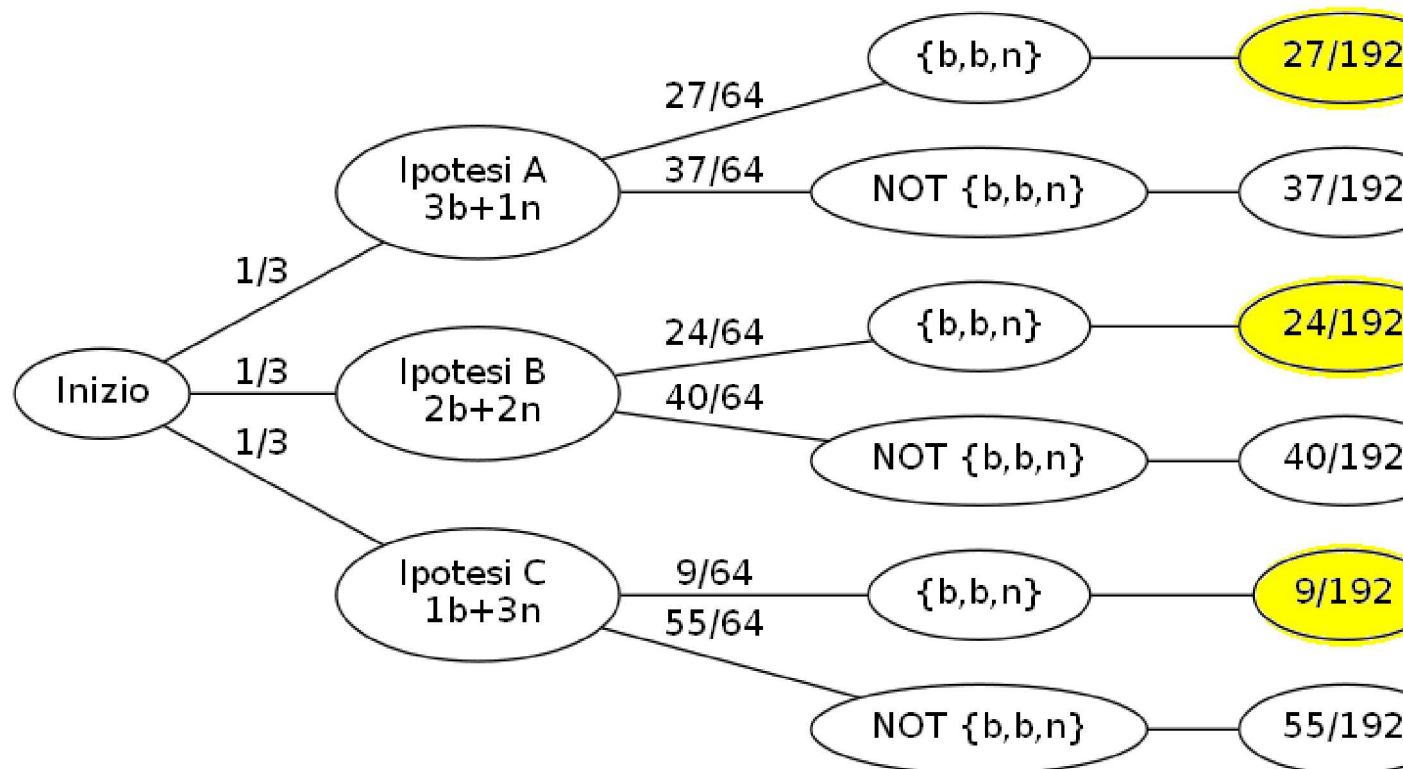 {b,b,n}
27/192
27/64
Ipotesi A
3b+1n
37/64
NOT {b,b,n}
37/192
1/3
{b,b,n}
24/192
24/64
Inizio
1/3
Ipotesi B
2b+2n
40/64
NOT {b,b,n}
40/192
1/3
Ipotesi C
1b+3n
9/64
{b,b,n}
9/192
55/64
NOT {b,b,n}
55/192